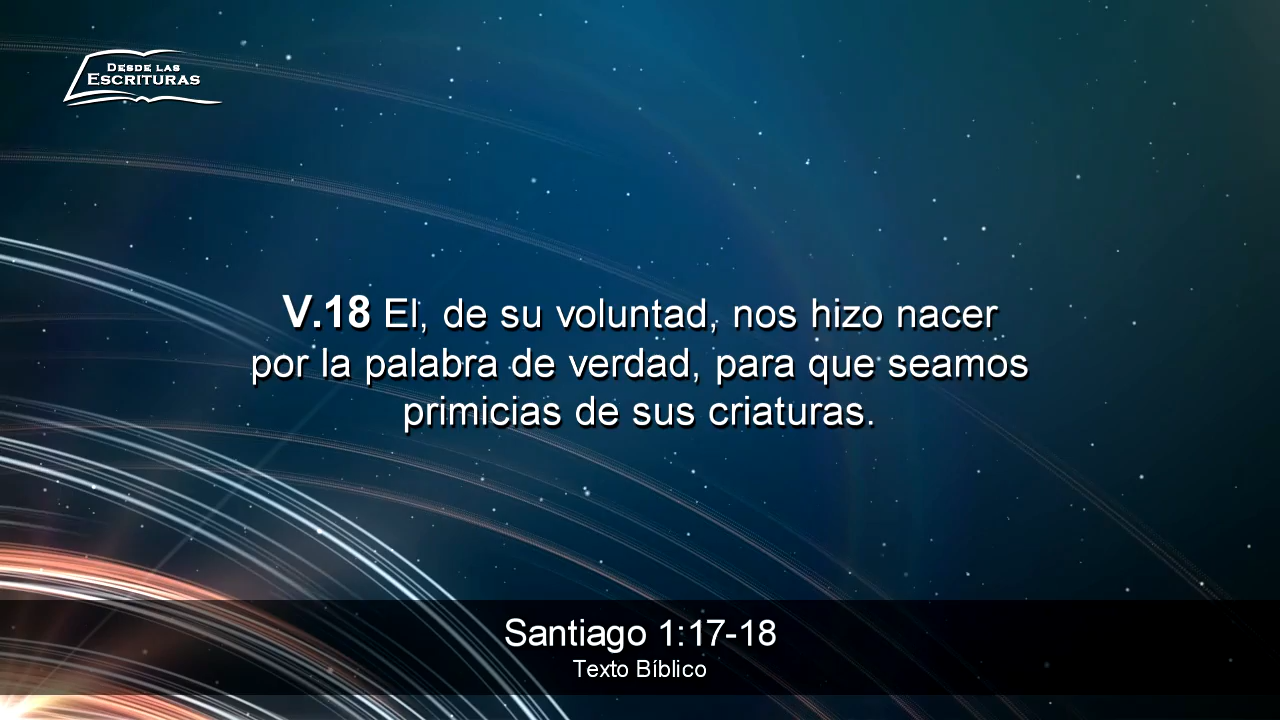 DESDE LAS
ESCRITURAS
V.18 El, de su voluntad, nos hizo nacer
por la palabra de verdad, para que seamos
primicias de sus criaturas.
Santiago 1:17-18
Texto Bíblico